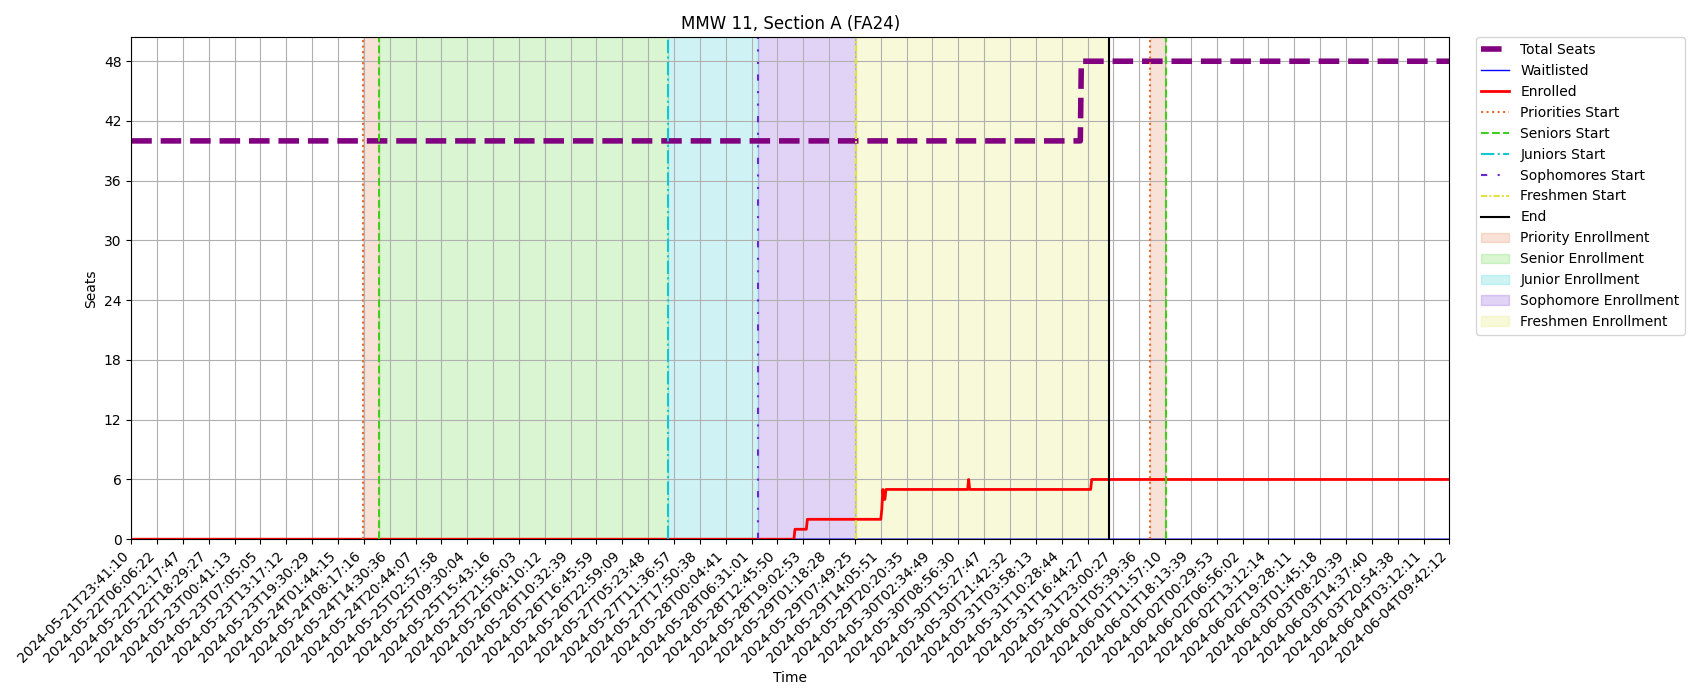 MMW 11, Section A (FA24)
Seats
48
42
36
30
24
18
12
6
0
2024-05-21T23:41:10
2024-05-22T06:06:22
2024-05-22T12:17:47
2024-05-22T18:29:27
2024-05-23T00:41:13
2024-05-23T07:05:05
2024-05-23T13:17:12
2024-05-23T19:30:29
2024-05-24T01:44:15
2024-05-24T08:17:16
2024-05-24T14:30:36
2024-05-24T20:44:07
2024-05-25T02:57:58
2024-05-25T09:30:04
2024-05-25T15:43:16
2024-05-25T21:56:03
2024-05-26T04:10:12
2024-05-26T10:32:39
2024-05-26T16:45:59
2024-05-26T22:59:09
2024-05-27T05:23:48
2024-05-27T11:36:57
2024-05-27T17:50:38
2024-05-28T00:04:41
2024-05-28T06:31:01
2024-05-28T12:45:50
2024-05-28T19:02:53
2024-05-29T01:18:28
2024-05-29T07:49:25
2024-05-29T14:05:51
2024-05-29T20:20:35
2024-05-30T02:34:49
2024-05-30T08:56:30
2024-05-30T15:27:47
2024-05-30T21:42:32
2024-05-31T03:58:13
2024-05-31T10:28:44
2024-05-31T16:44:27
2024-05-31T23:00:27
2024-06-01T05:39:36
2024-06-01T11:57:10
2024-06-01T18:13:39
2024-06-02T00:29:53
2024-06-02T06:56:02
2024-06-02T13:12:14
2024-06-02T19:28:11
2024-06-03T01:45:18
2024-06-03T08:20:39
2024-06-03T14:37:40
2024-06-03T20:54:38
2024-06-04T03:12:11
2024-06-04T09:42:12
Time
Total Seats
Waitlisted
Enrolled
Priorities Start
Seniors Start
Juniors Start
Sophomores Start
Freshmen Start
End
Priority Enrollment
Senior Enrollment
Junior Enrollment
Sophomore Enrollment
Freshmen Enrollment